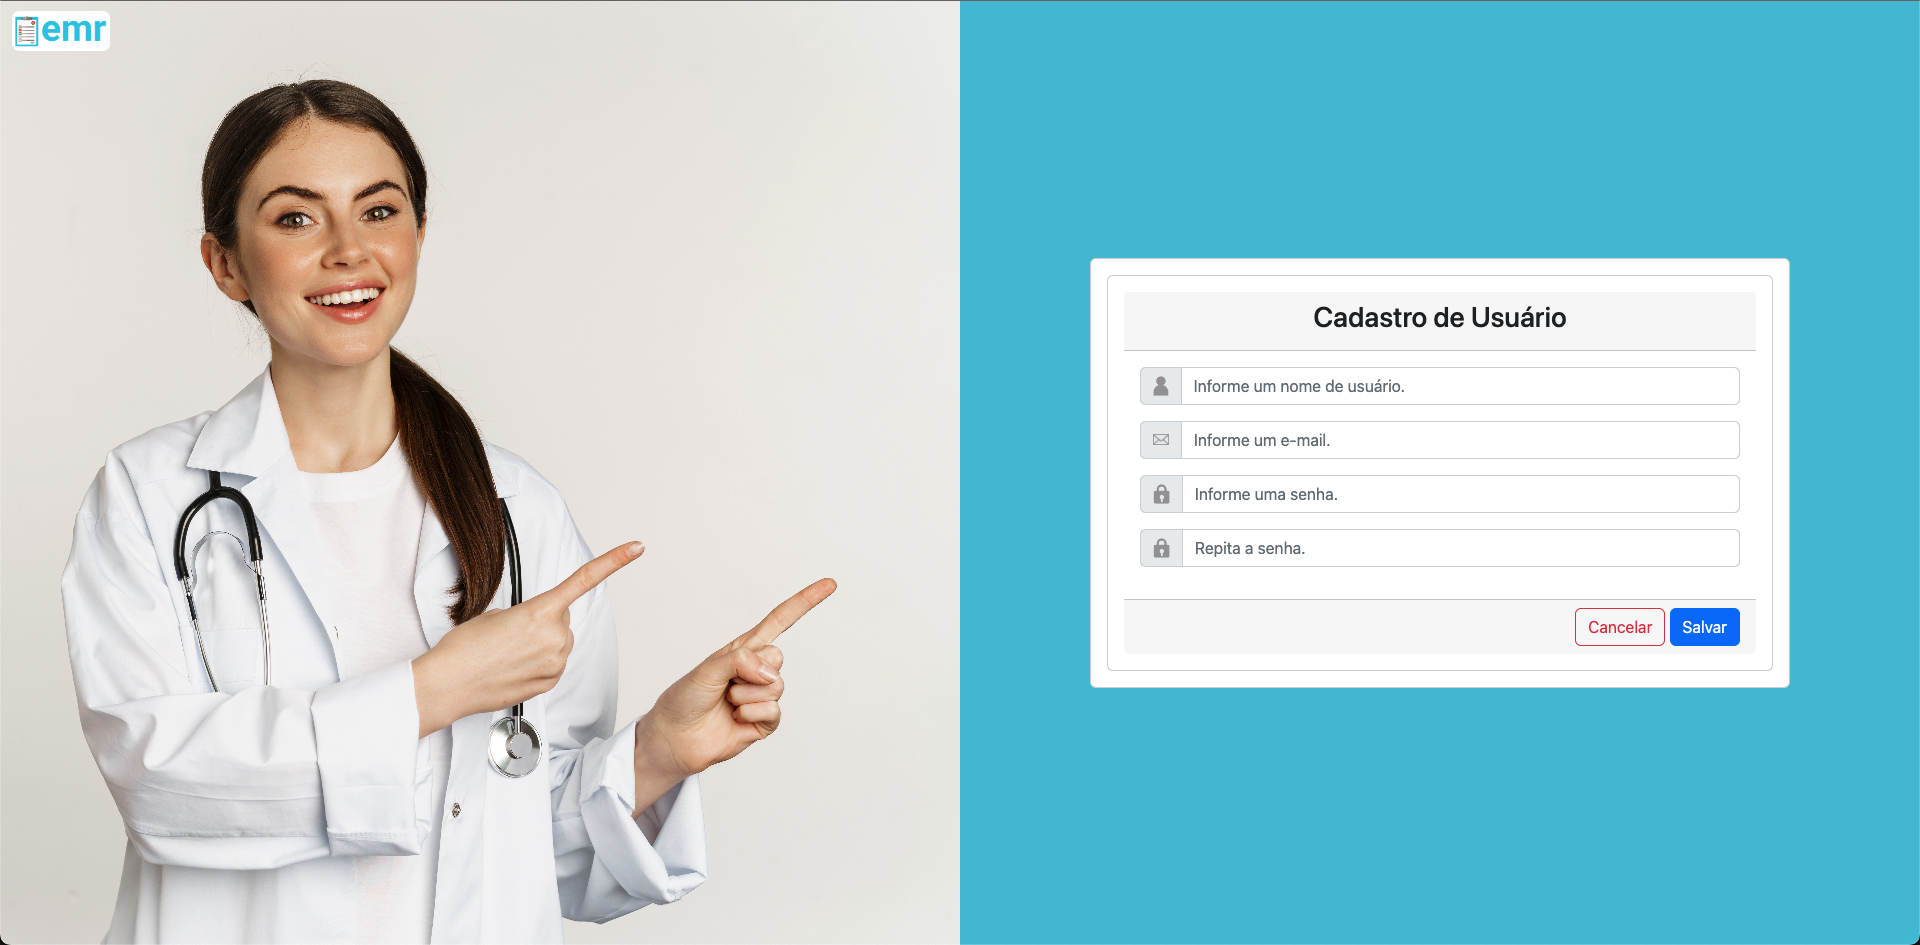 emr
Cadastro de Usuário
Informe um nome de usuário.
Informe um e-mail.
Informe uma senha.
Repita a senha.
Cancelar
Salvar